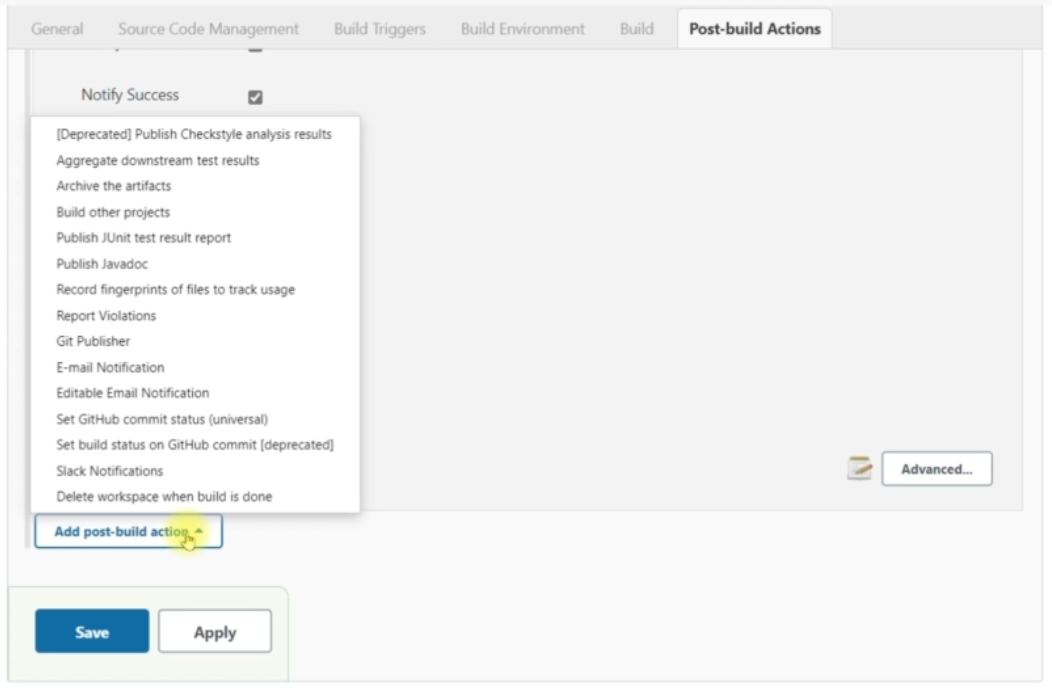 General Source Code Management Build Triggers Build Environment Build Post-build Actions
Notify Success
[Deprecated] Publish Checkstyle analysis results
Aggregate downstream test results
Archive the artifacts
Build other projects
Publish JUnit test result report
Publish Javadoc
Record fingerprints of files to track usage
Report Violations
Git Publisher
E-mail Notification
Editable Email Notification
Set GitHub commit status (universal)
Set build status on GitHub commit [deprecated]
Slack Notifications
Delete workspace when build is done
Advanced...
Add post-build action
Save Apply